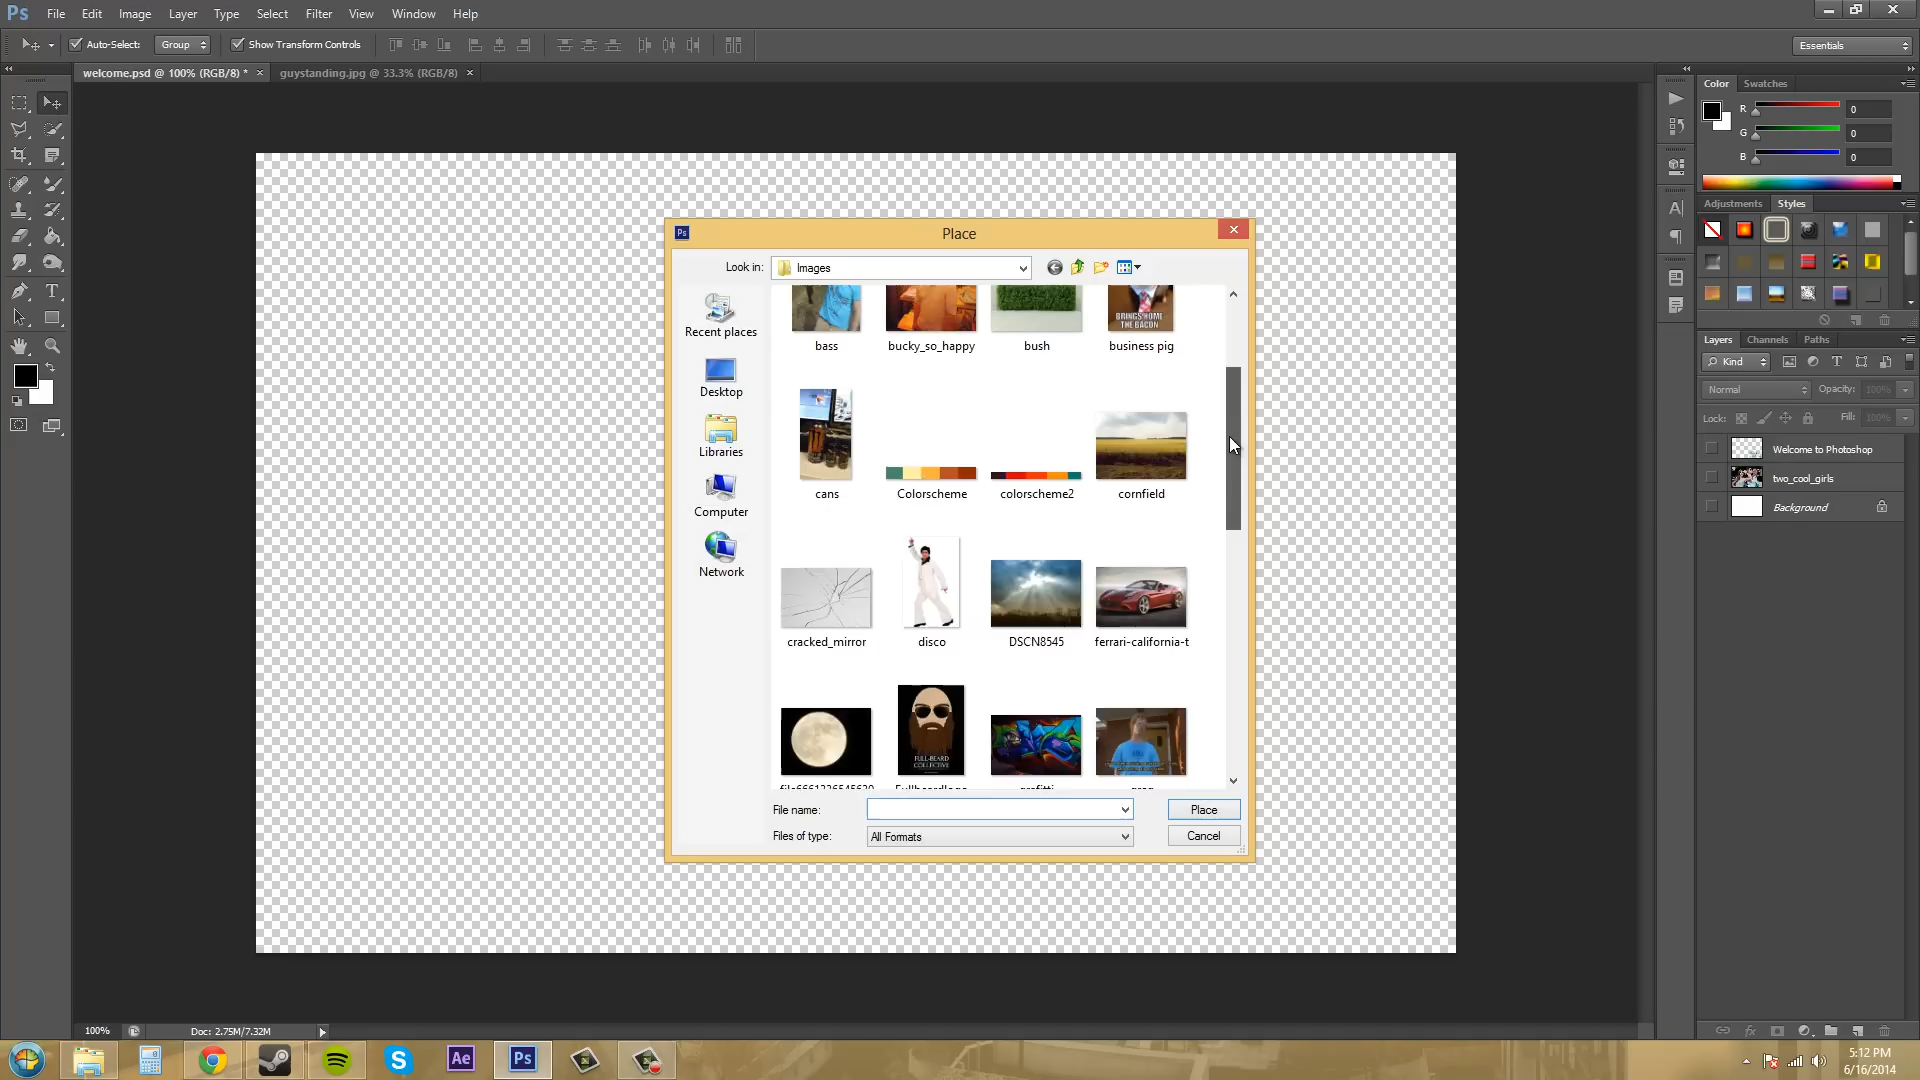 Ps File Edit Image Layer Type Select Filter View Window Help
Auto-Select: Group Show Transform Controls Essentials
welcome.psd @ 100% (RGB/8) * × guystanding.jpg @ 33.3% (RGB/8) ×
Color Swatches
R 0
G 0
B 0
Adjustments Styles
Layers Channels Paths
Kind
Normal Opacity: 100%
Lock: Fill: 100%
Welcome to Photoshop
two_cool_girls
Background
Ps Place
Look in: Images
Recent places
Desktop
Libraries
Computer
Network
BRINGS HOME
THE BACON
bass bucky_so_happy bush business pig
cans Colorscheme colorscheme2 cornfield
cracked_mirror disco DSCN8545 ferrari-california-t
FULL-BEARD
COLLECTIVE
File name: Place
Files of type: All Formats Cancel
100% Doc: 2.75M/7.32M
Ae Ps
5:12 PM
6/16/2014